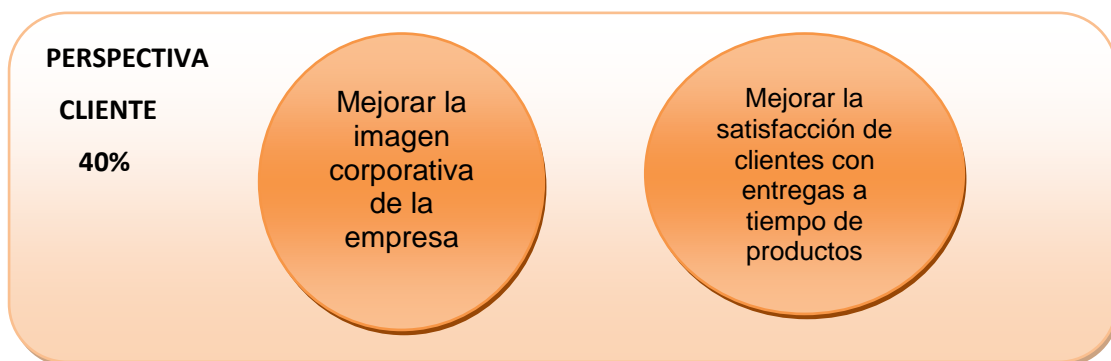 PERSPECTIVA
CLIENTE
40%
Mejorar la
imagen
corporativa
de la
empresa
Mejorar la
satisfacción de
clientes con
entregas a
tiempo de
productos